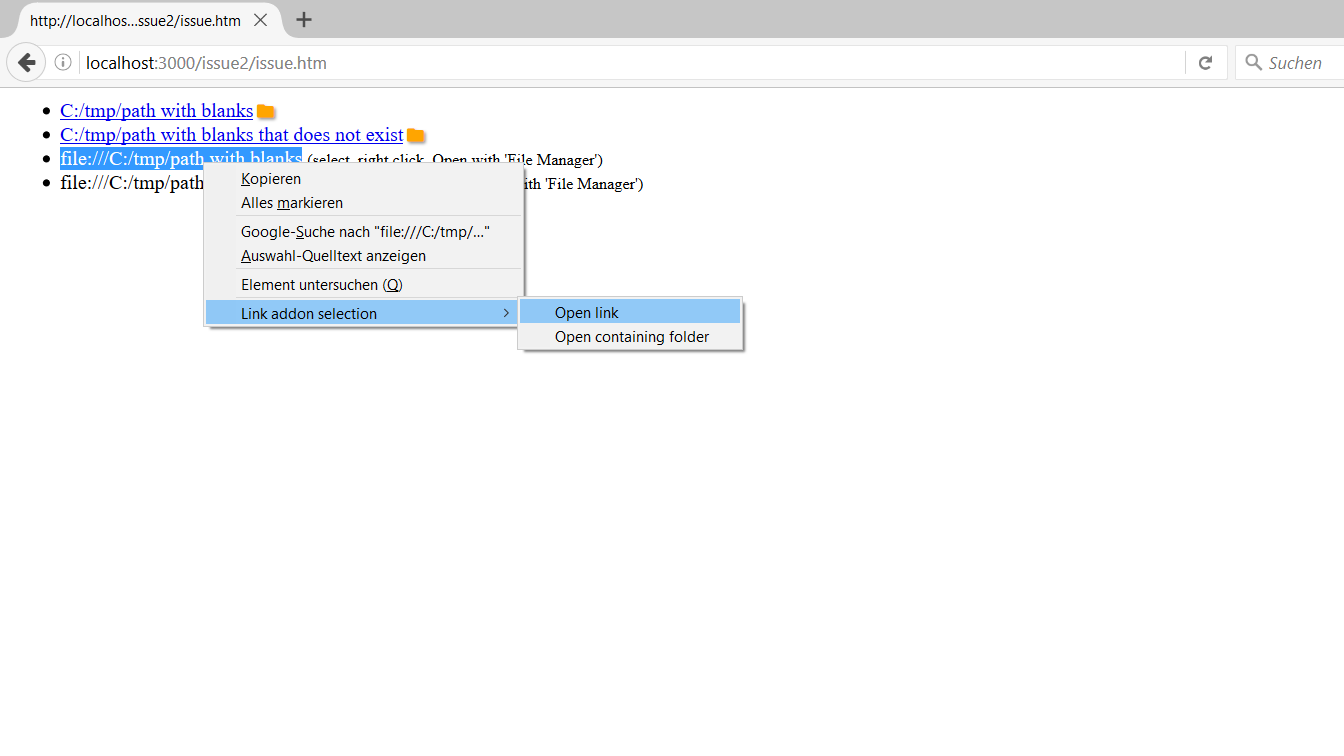 http://localhos...ssue2/issue.htm
localhost:3000/issue2/issue.htm
Suchen
C:/tmp/path with blanks
C:/tmp/path with blanks that does not exist
file:///C:/tmp/path with blanks (select, right click, Open with 'File Manager')
file:///C:/tmp/path with 'File Manager')
Kopieren
Alles markieren
Google-Suche nach "file:///C:/tmp/..."
Auswahl-Quelltext anzeigen
Element untersuchen (Q)
Link addon selection
Open link
Open containing folder